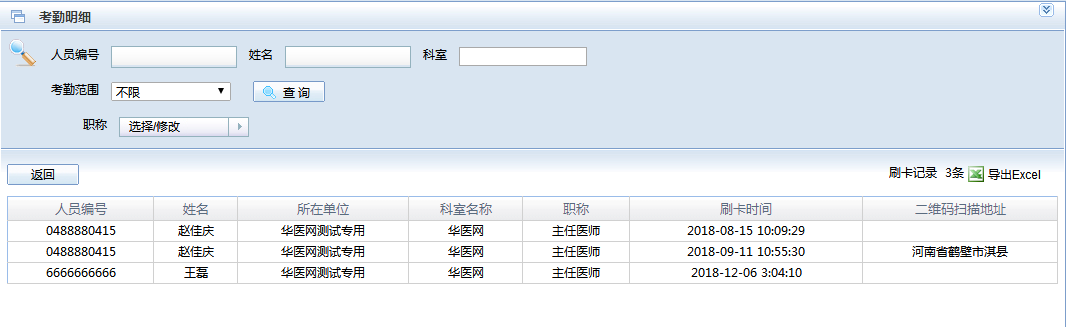 考勤明细
人员编号 姓名 科室
考勤范围 不限 查 询
职称 选择/修改
返回 刷卡记录 3条 导出Excel
人员编号 姓名 所在单位 科室名称 职称 刷卡时间 二维码扫描地址
0488880415 赵佳庆 华医网测试专用 华医网 主任医师 2018-08-15 10:09:29
0488880415 赵佳庆 华医网测试专用 华医网 主任医师 2018-09-11 10:55:30 河南省鹤壁市淇县
6666666666 王磊 华医网测试专用 华医网 主任医师 2018-12-06 3:04:10